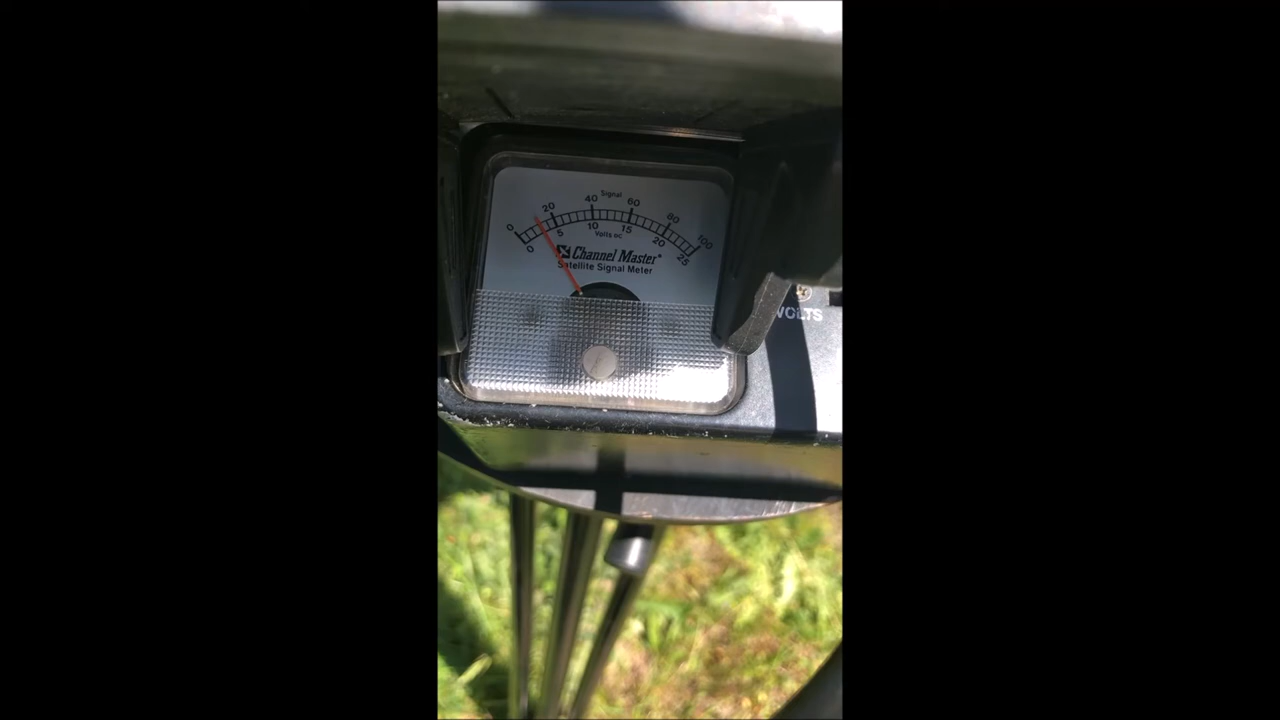 Signal
0 20 40 60 80 100
0 5 10 15 20 25
Volts DC
Channel Master®
Satellite Signal Meter
VOLTS